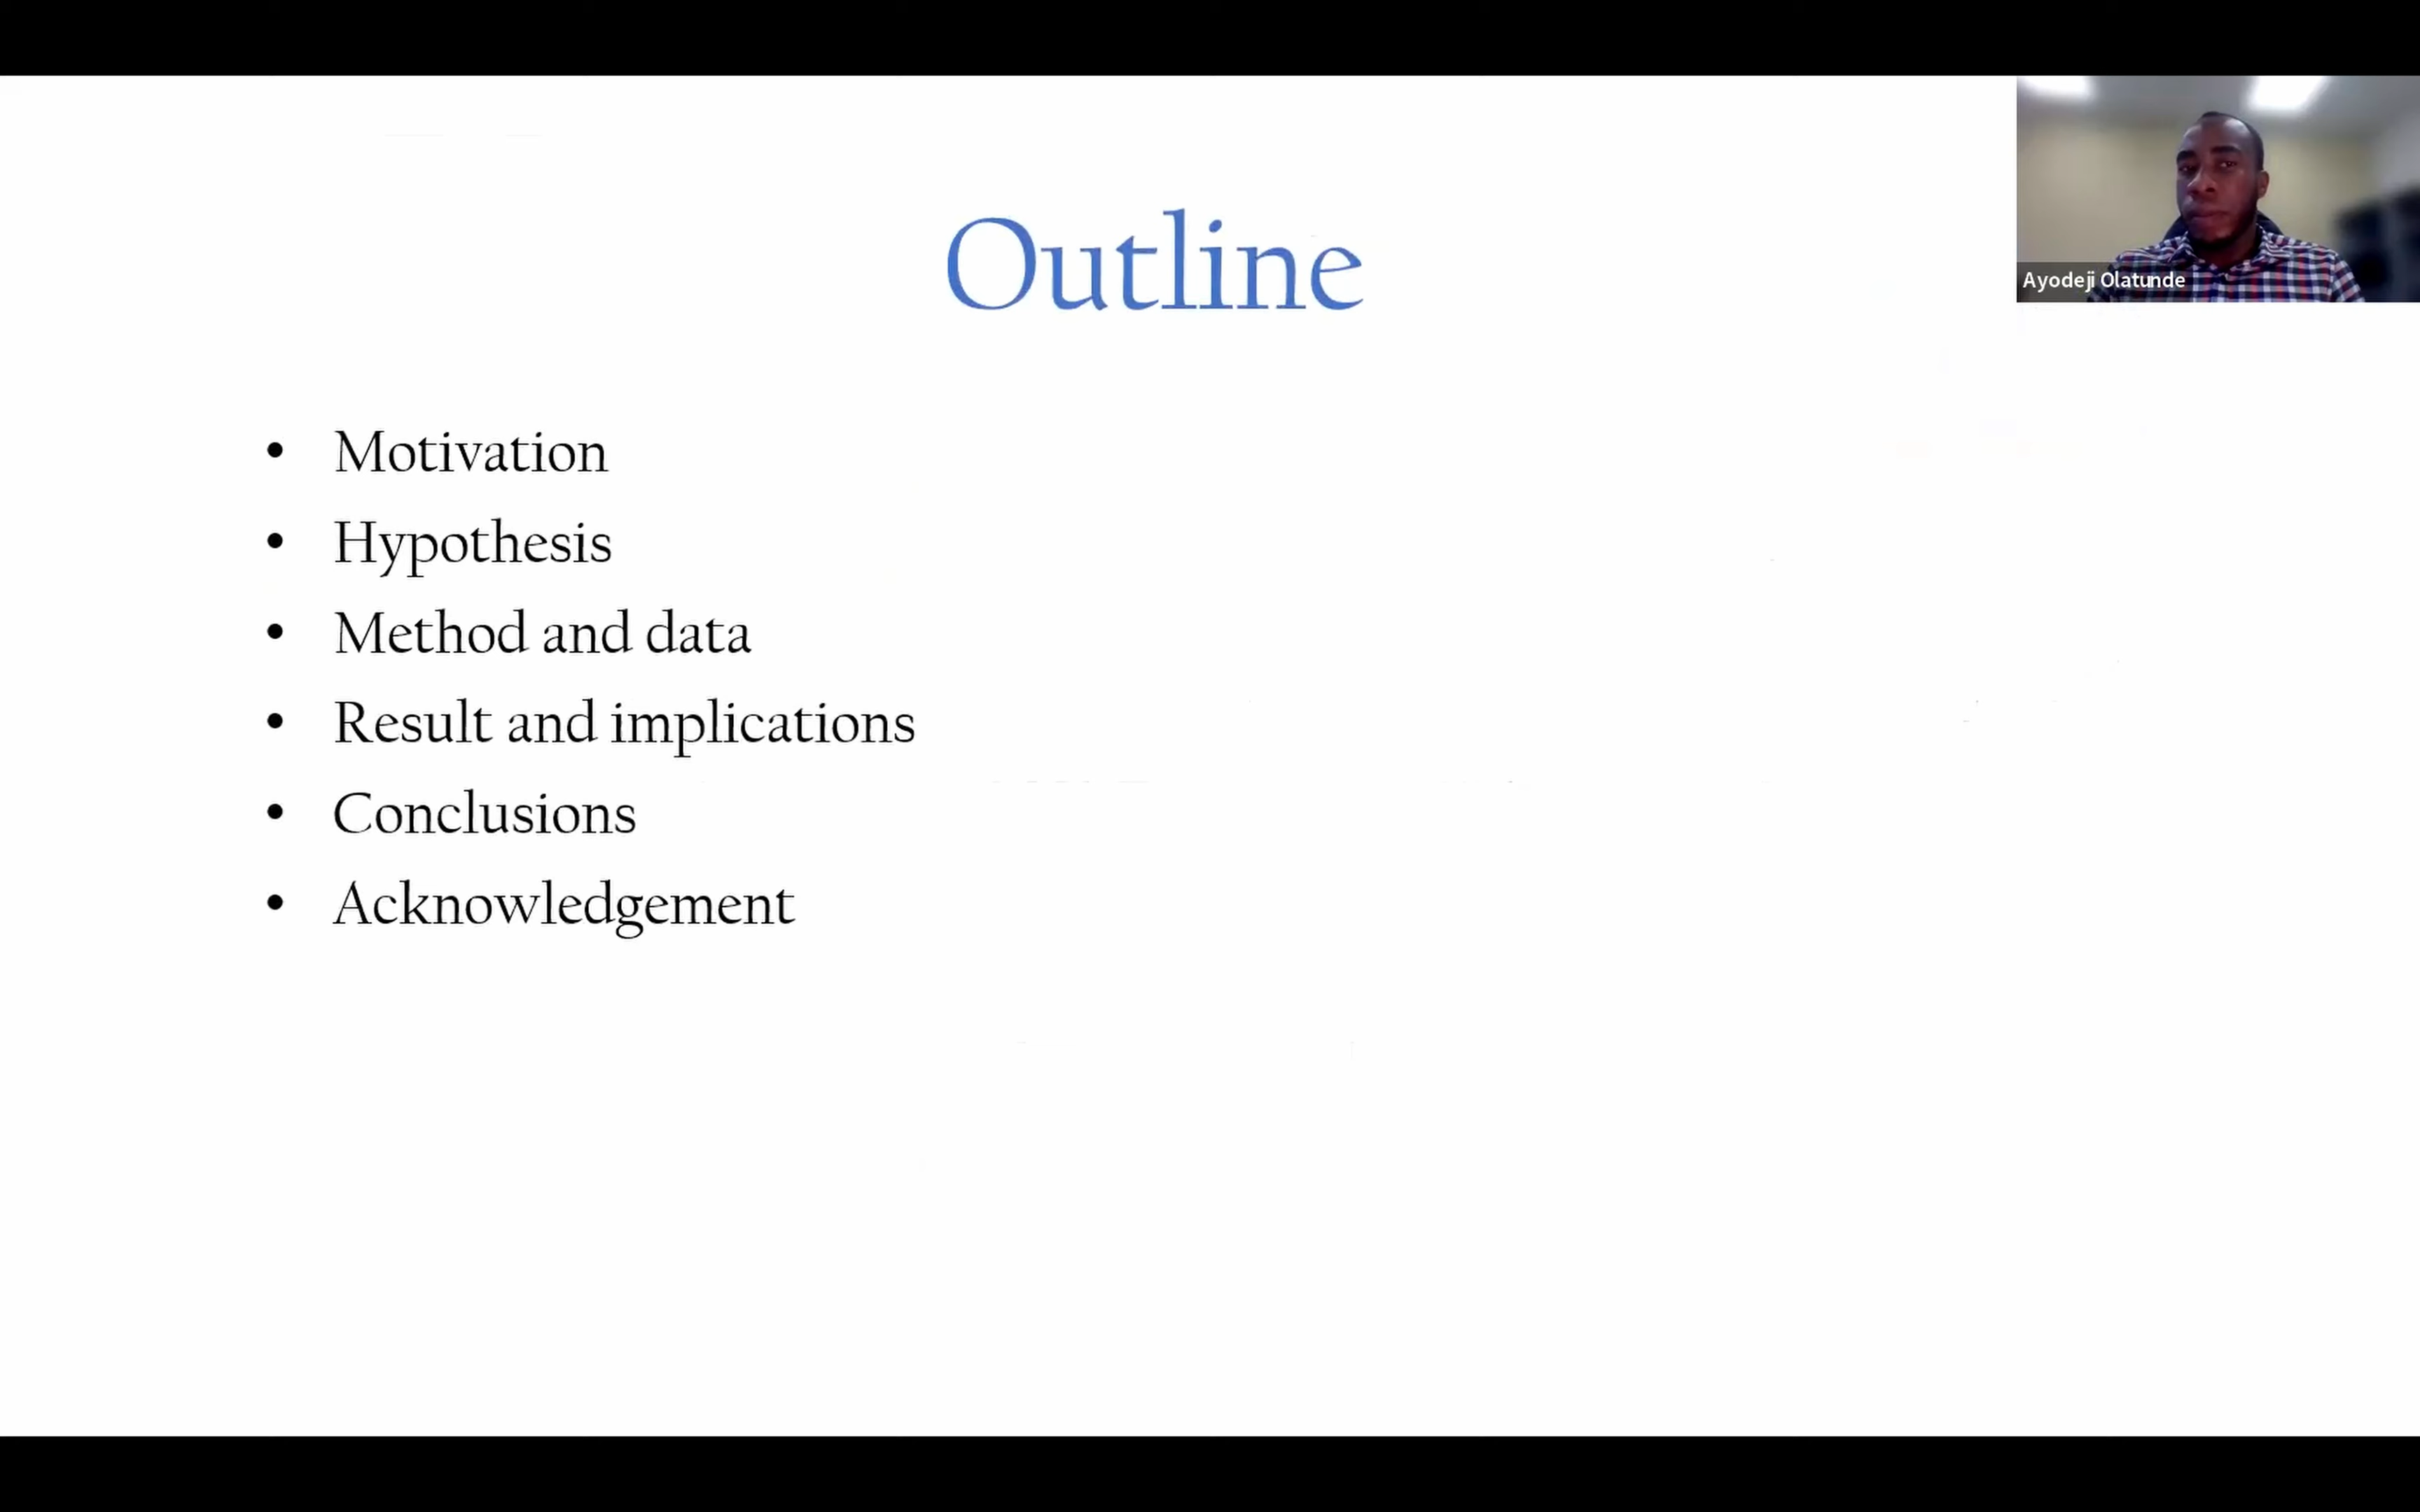 Outline
Ayodeji Olatunde
• Motivation
• Hypothesis
• Method and data
• Result and implications
• Conclusions
• Acknowledgement